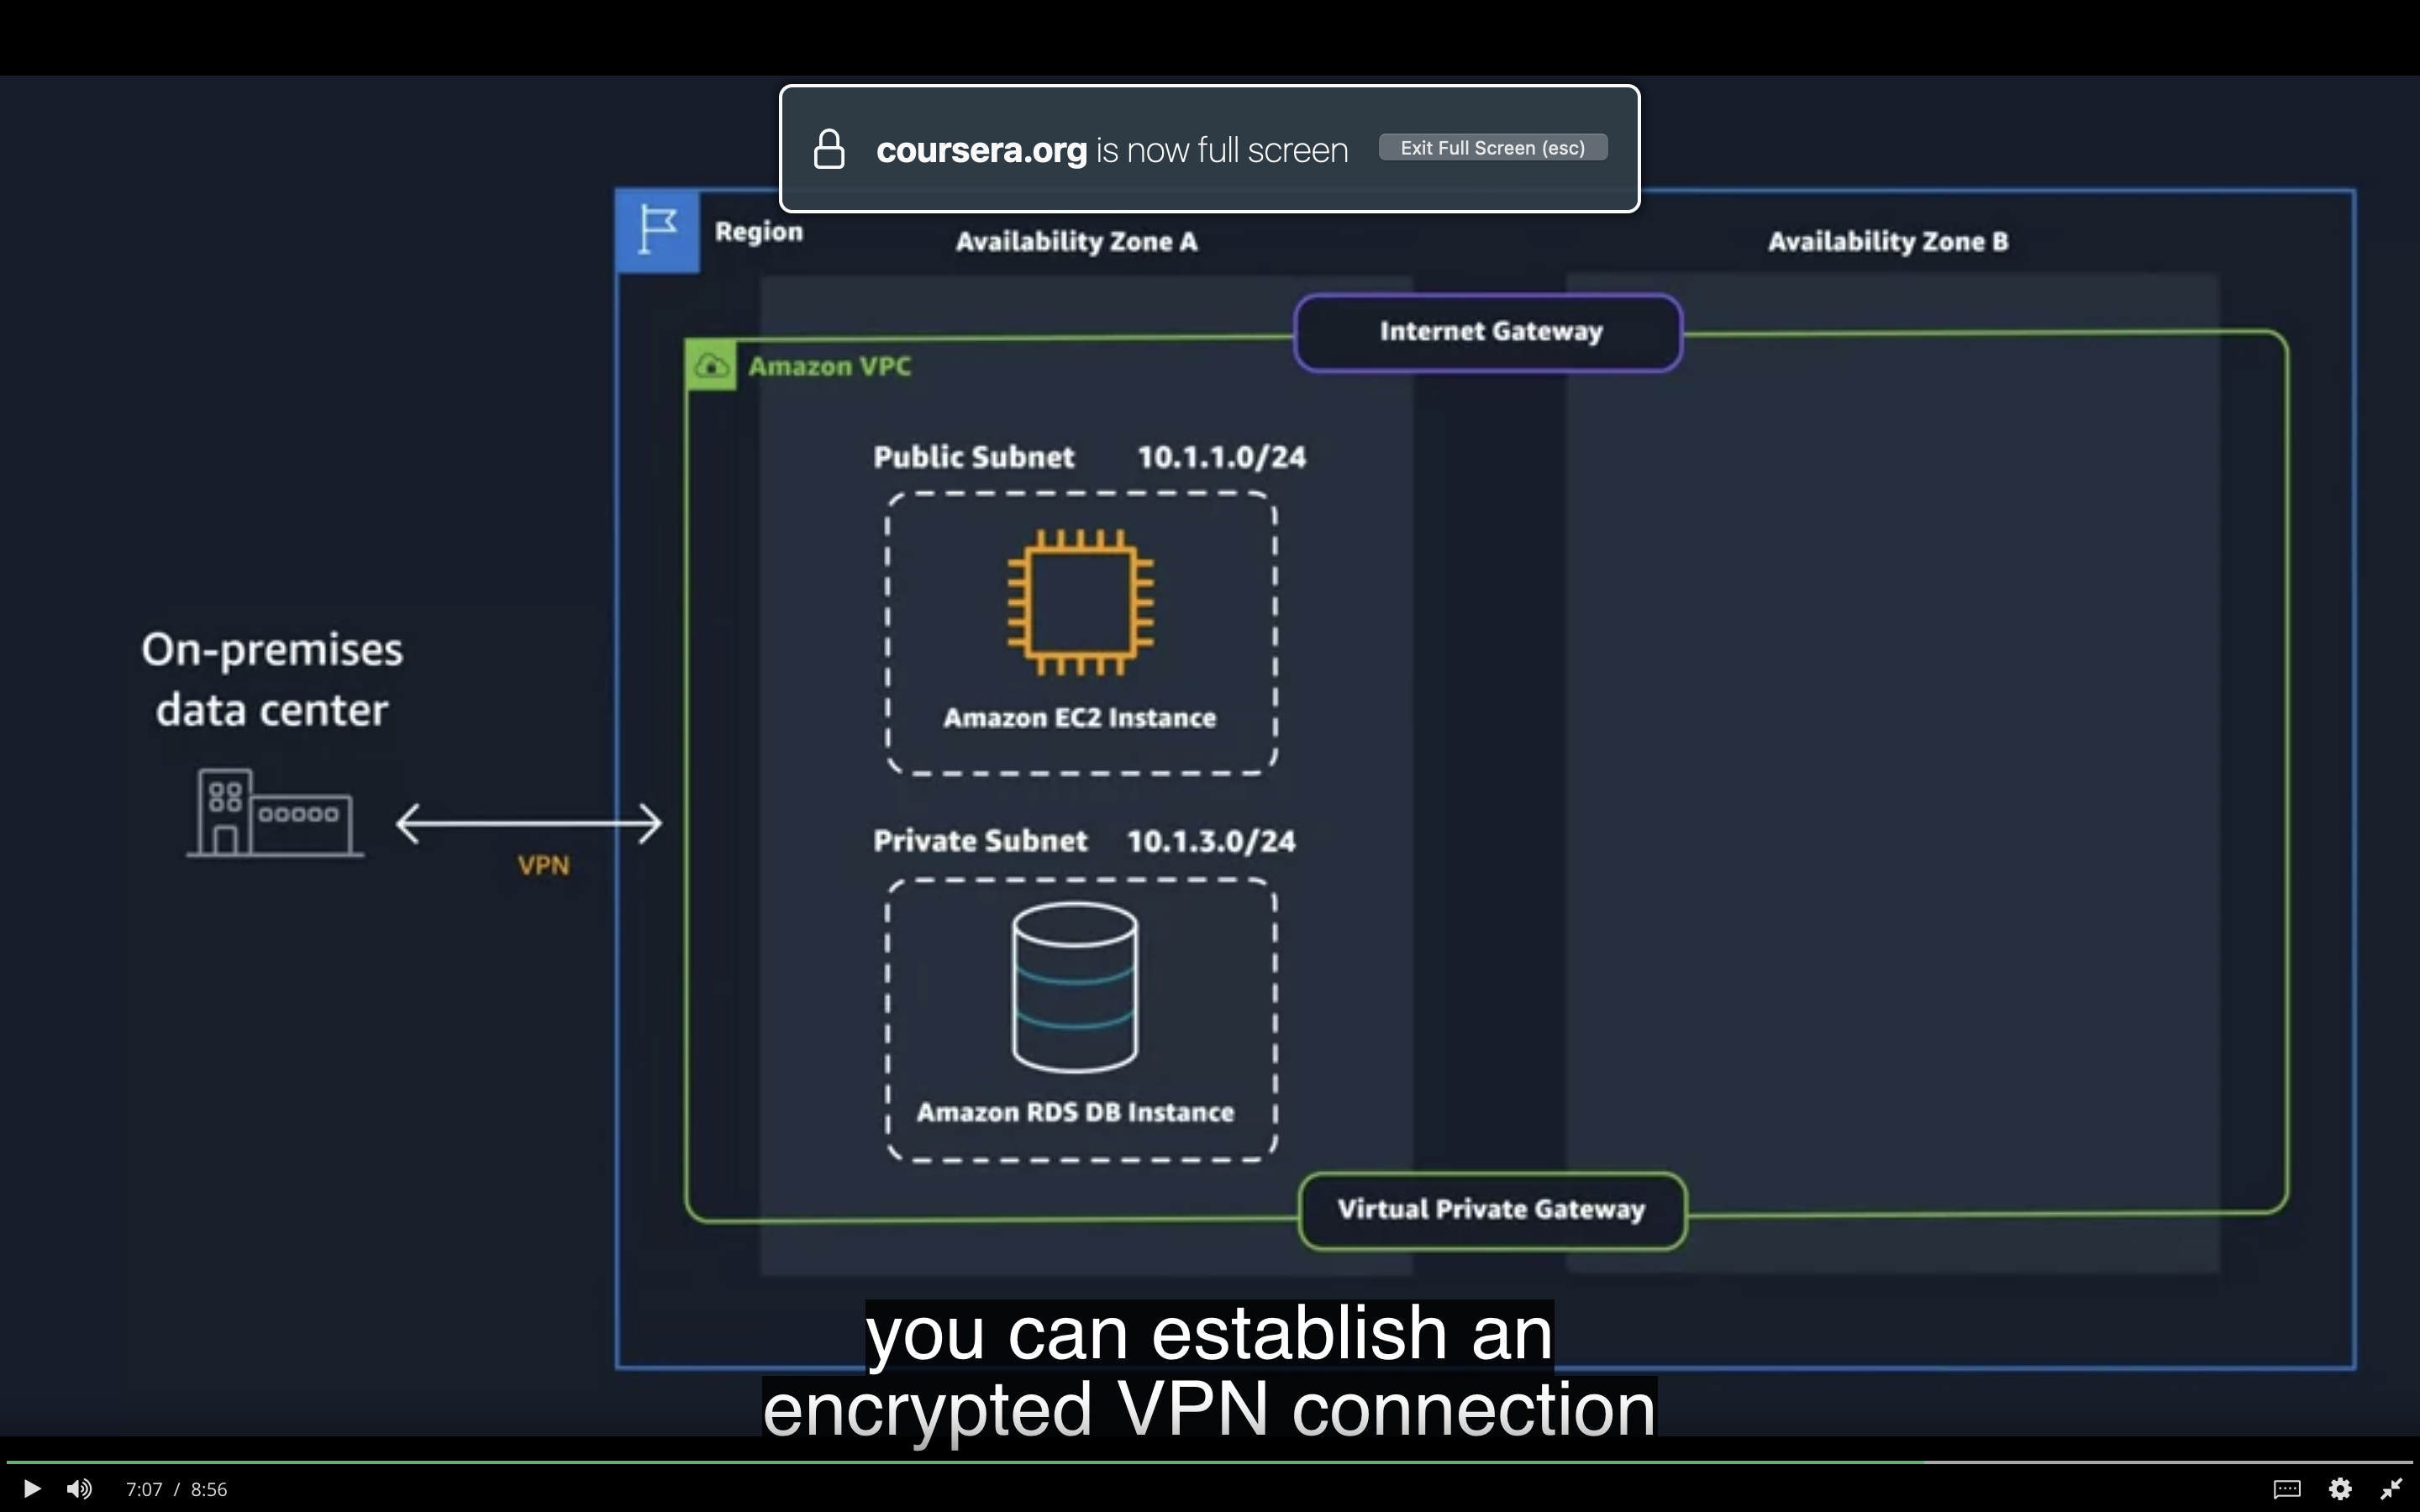 coursera.org is now full screen
Exit Full Screen (esc)
Region
Availability Zone A
Availability Zone B
Internet Gateway
Amazon VPC
Public Subnet 10.1.1.0/24
Amazon EC2 Instance
On-premises
data center
VPN
Private Subnet 10.1.3.0/24
Amazon RDS DB Instance
Virtual Private Gateway
you can establish an
encrypted VPN connection
7:07 / 8:56